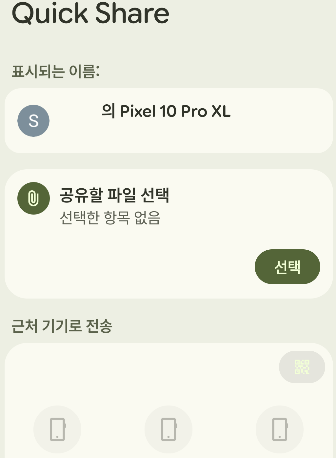 Quick Share
표시되는 이름:
S
의 Pixel 10 Pro XL
공유할 파일 선택
선택한 항목 없음
선택
근처 기기로 전송